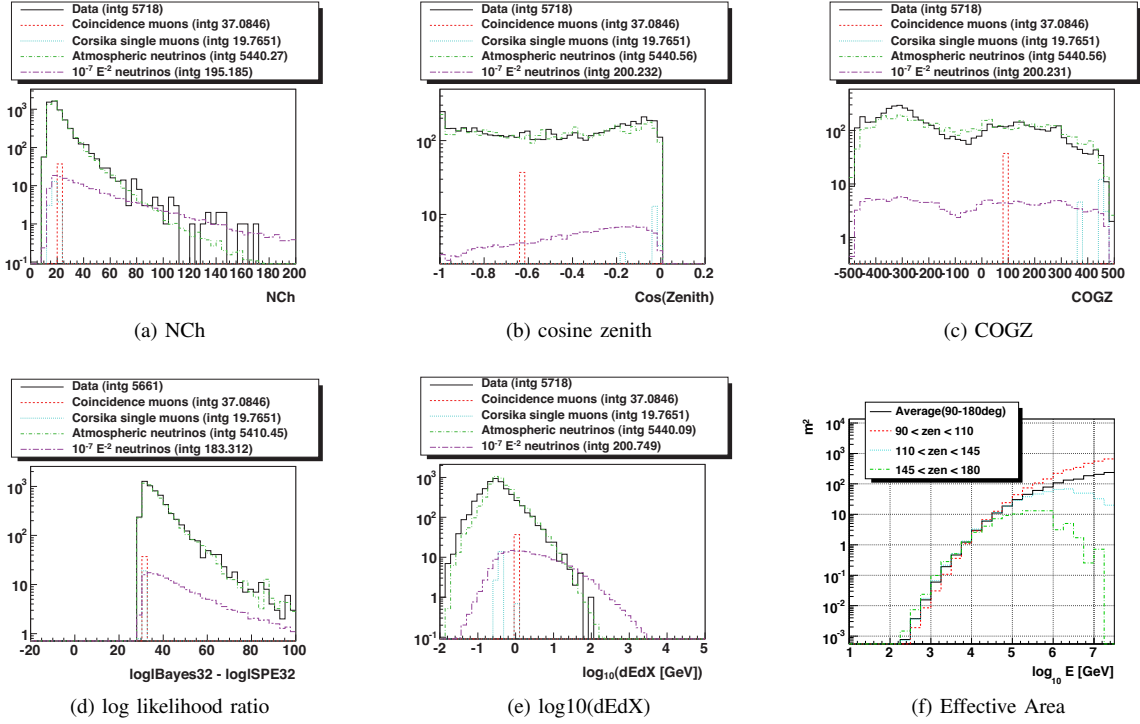 Data (intg 5718)
Coincidence muons (intg 37.0846)
Corsika single muons (intg 19.7651)
Atmospheric neutrinos (intg 5440.27)
10-7 E-2 neutrinos (intg 195.185)
103
102
10
1
10-1
0 20 40 60 80 100 120 140 160 180 200
NCh
(a) NCh
Data (intg 5718)
Coincidence muons (intg 37.0846)
Corsika single muons (intg 19.7651)
Atmospheric neutrinos (intg 5440.56)
10-7 E-2 neutrinos (intg 200.232)
102
10
-1 -0.8 -0.6 -0.4 -0.2 0 0.2
Cos(Zenith)
(b) cosine zenith
Data (intg 5718)
Coincidence muons (intg 37.0846)
Corsika single muons (intg 19.7651)
Atmospheric neutrinos (intg 5440.56)
10-7 E-2 neutrinos (intg 200.231)
103
102
10
1
-500-400-300-200-100 0 100 200 300 400 500
COGZ
(c) COGZ
Data (intg 5661)
Coincidence muons (intg 37.0846)
Corsika single muons (intg 19.7651)
Atmospheric neutrinos (intg 5410.45)
10-7 E-2 neutrinos (intg 183.312)
103
102
10
1
-20 0 20 40 60 80 100
loglBayes32 - loglSPE32
(d) log likelihood ratio
Data (intg 5718)
Coincidence muons (intg 37.0846)
Corsika single muons (intg 19.7651)
Atmospheric neutrinos (intg 5440.09)
10-7 E-2 neutrinos (intg 200.749)
103
102
10
1
10-1
-2 -1 0 1 2 3 4 5
log10(dEdX [GeV])
(e) log10(dEdX)
m2
Average(90-180deg)
90 < zen < 110
110 < zen < 145
145 < zen < 180
104
103
102
10
1
10-1
10-2
10-3
1 2 3 4 5 6 7
log10 E [GeV]
(f) Effective Area